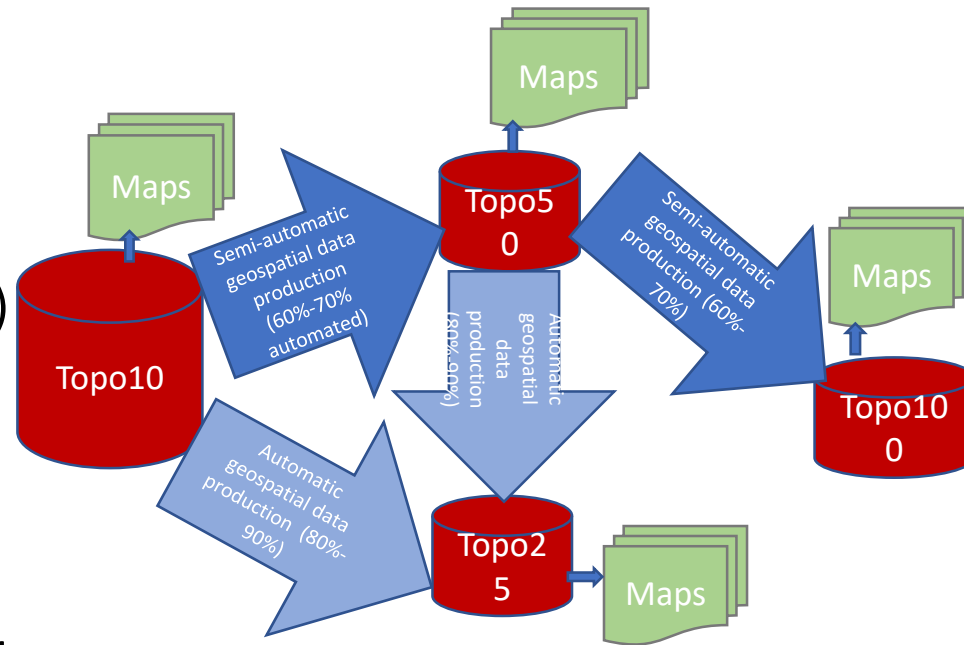 Maps
Maps
Semi-automatic
geospatial data
production
(60%-70%
automated)
Topo5
0
Semi-automatic
geospatial data
production (60%-
70%)
Maps
)
Topo10
Automatic
geospatial
data
production
(80%-90%)
Topo10
0
Automatic
geospatial data
production (80%-
90%)
Topo2
5
Maps